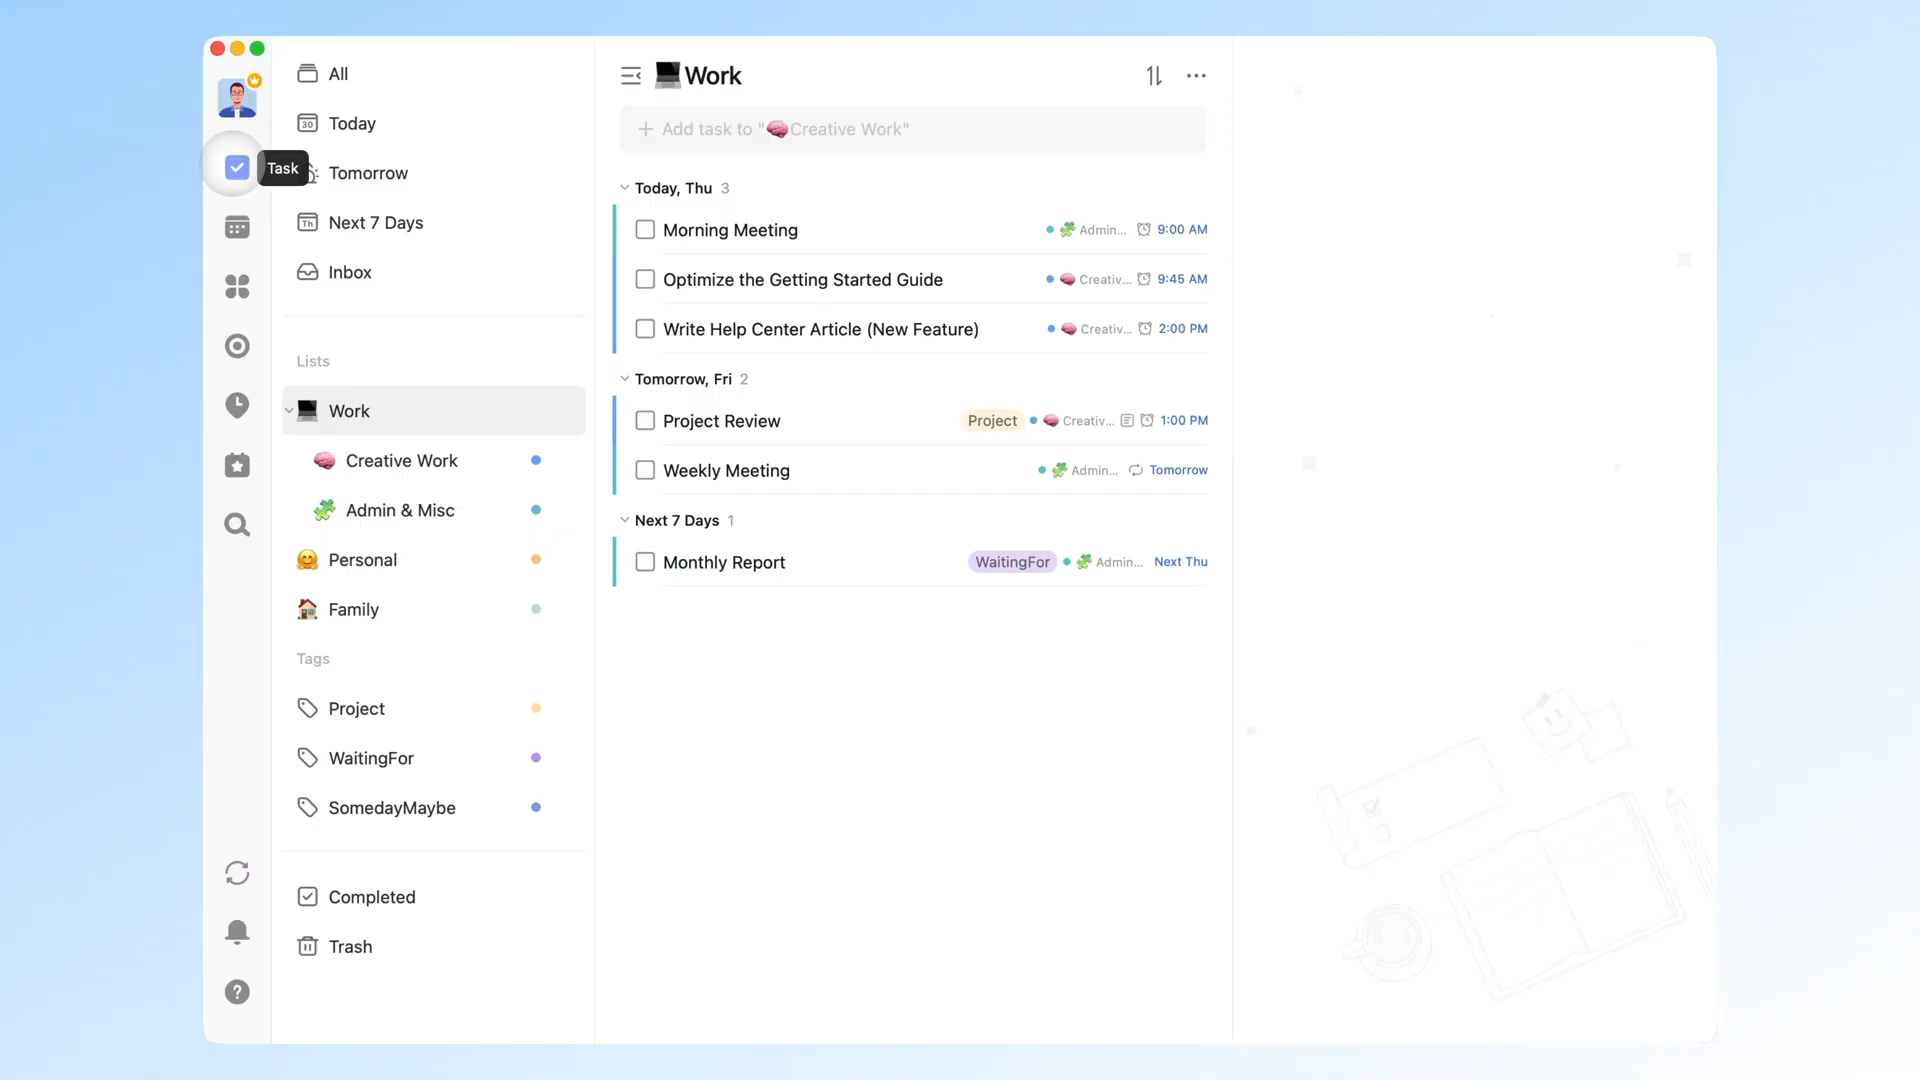 Task
All
30 Today
Tomorrow
Th Next 7 Days
Inbox
Lists
Work
Creative Work
Admin & Misc
Personal
Family
Tags
Project
WaitingFor
SomedayMaybe
Completed
Trash
?
Work
Add task to "🧠Creative Work"
Today, Thu 3
Morning Meeting Admin... 9:00 AM
Optimize the Getting Started Guide Creativ... 9:45 AM
Write Help Center Article (New Feature) Creativ... 2:00 PM
Tomorrow, Fri 2
Project Review Project Creativ... 1:00 PM
Weekly Meeting Admin... Tomorrow
Next 7 Days 1
Monthly Report WaitingFor Admin... Next Thu